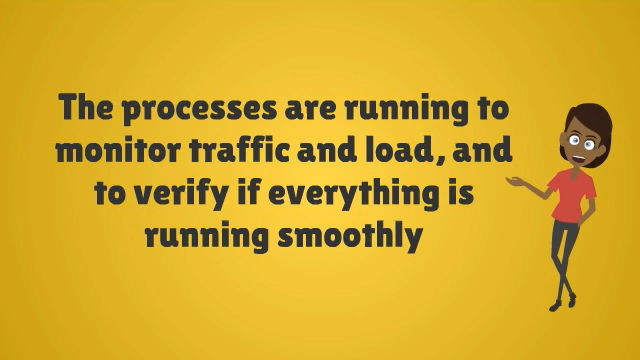 The processes are running to
monitor traffic and load, and
to verify if everything is
running smoothly